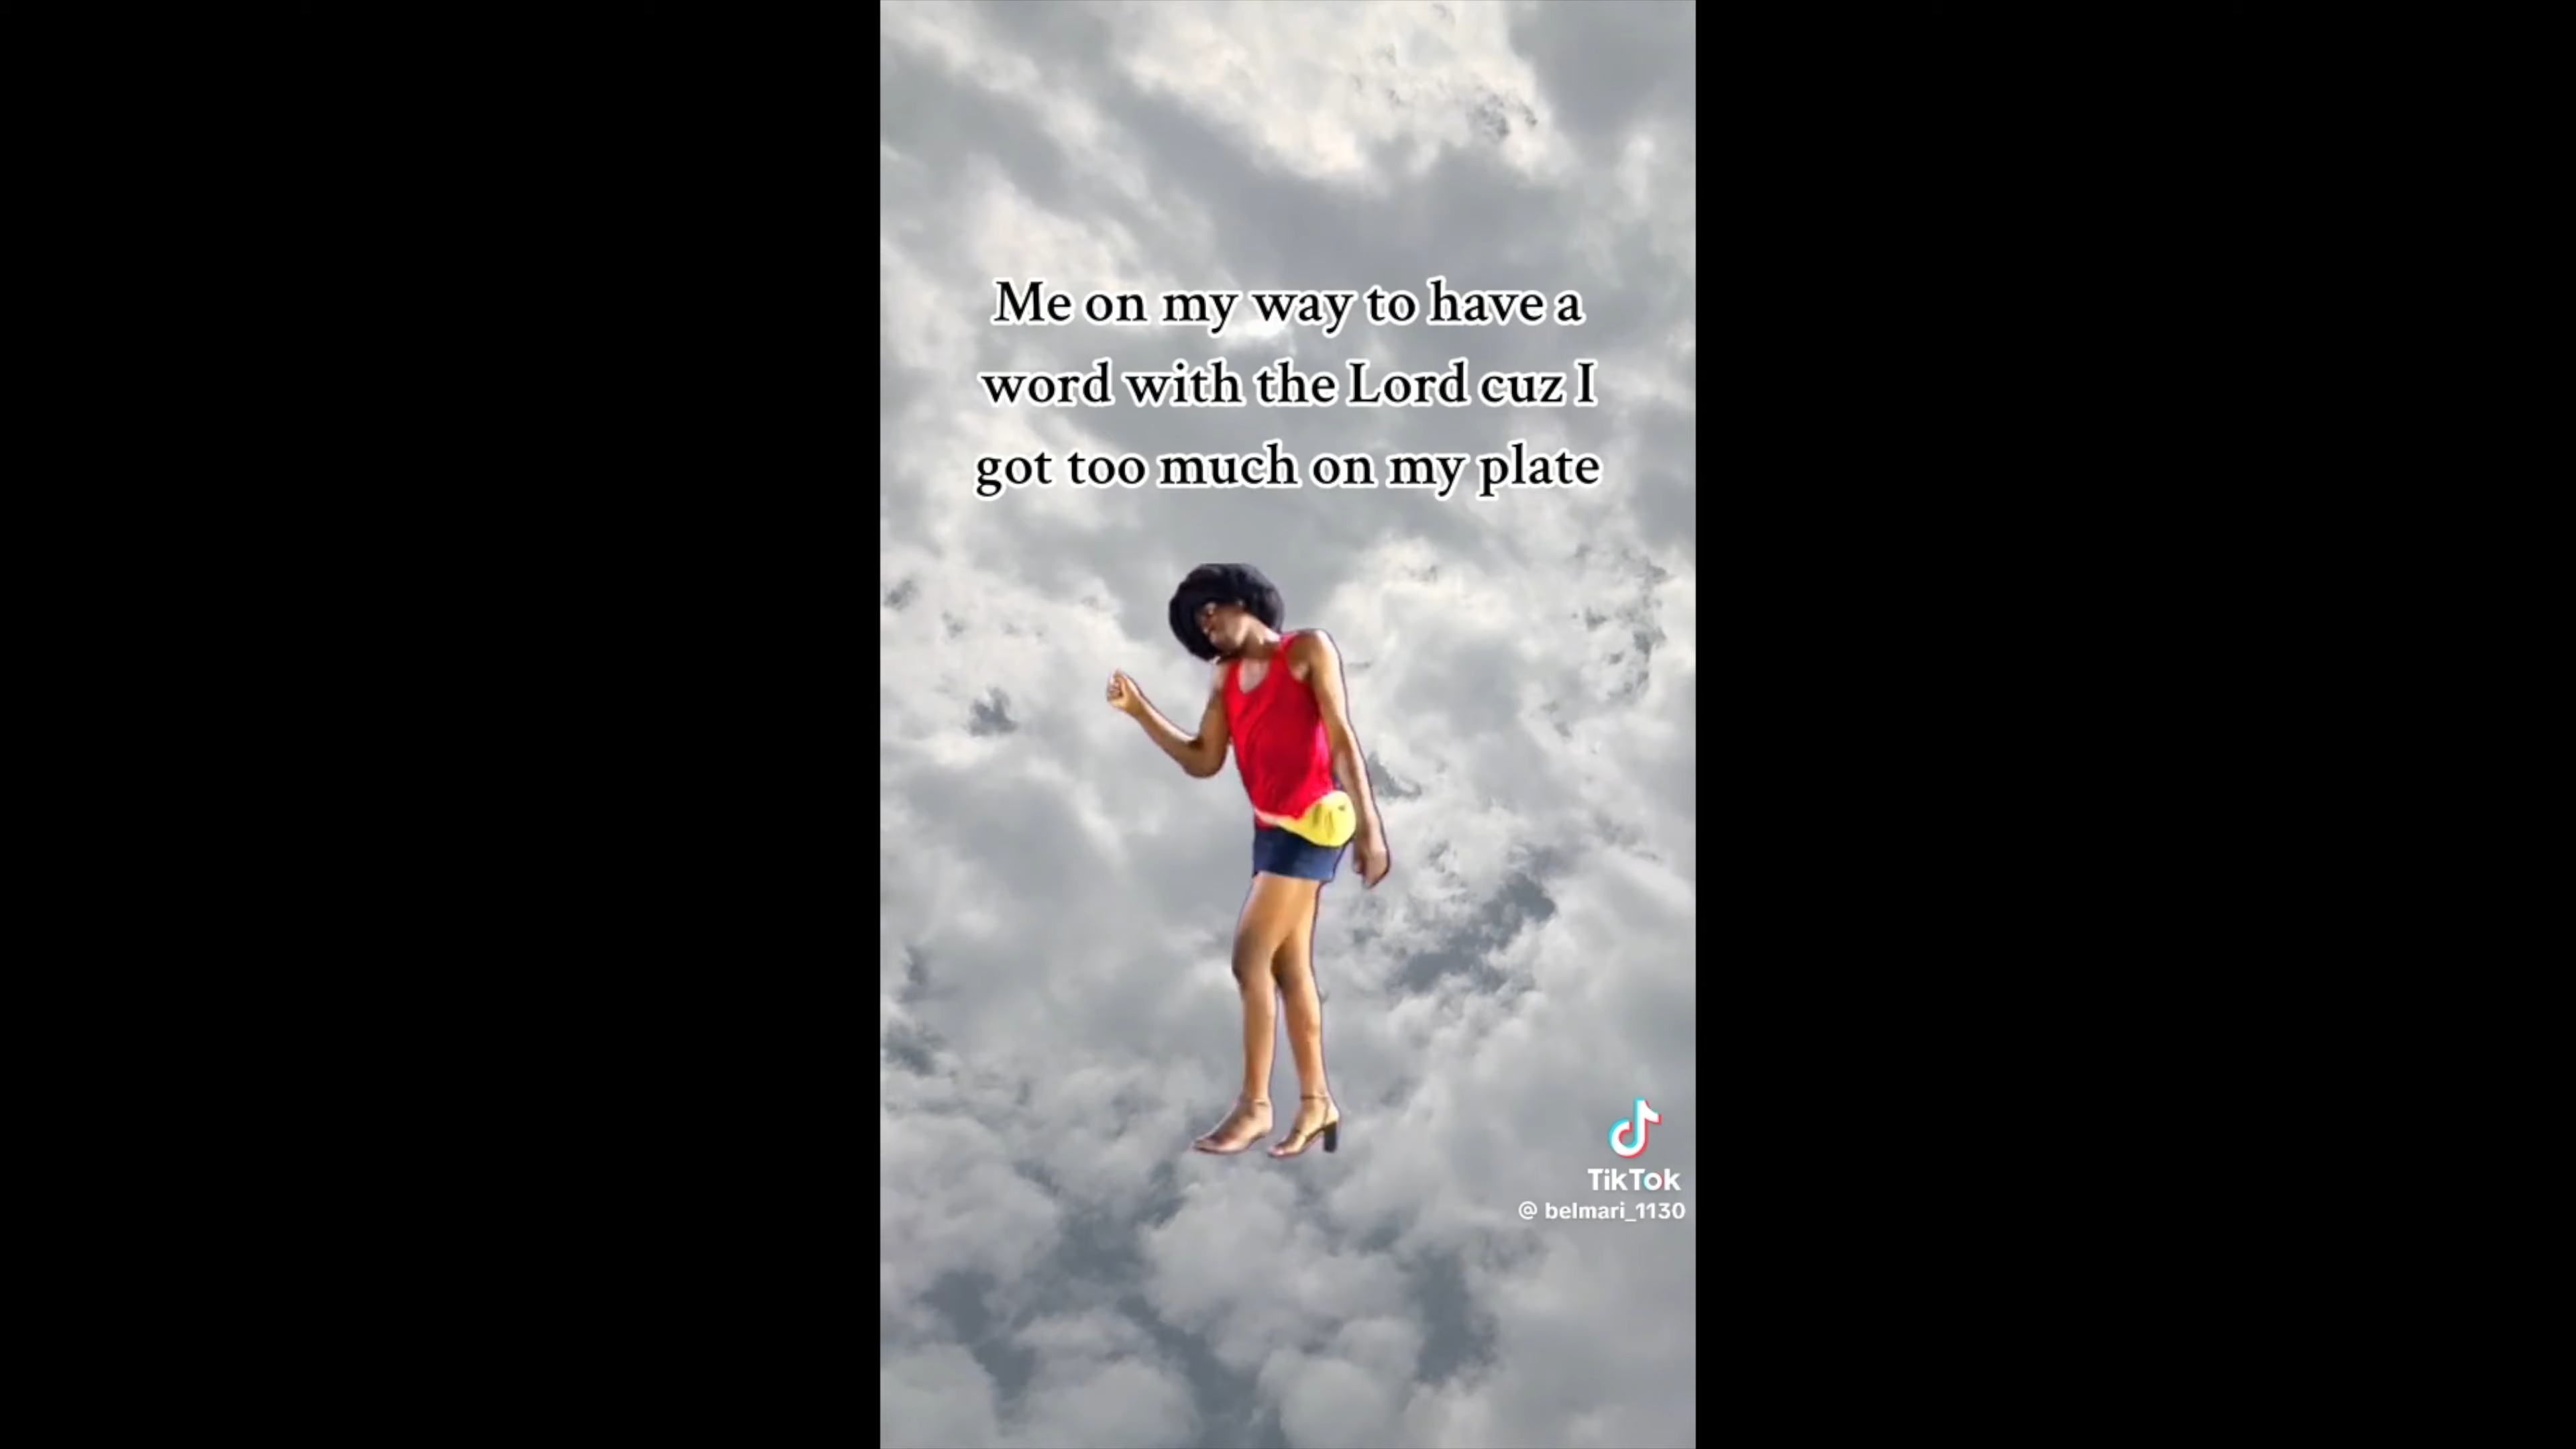 Me on my way to have a
word with the Lord cuz I
got too much on my plate
TikTok
@ belmari_1130